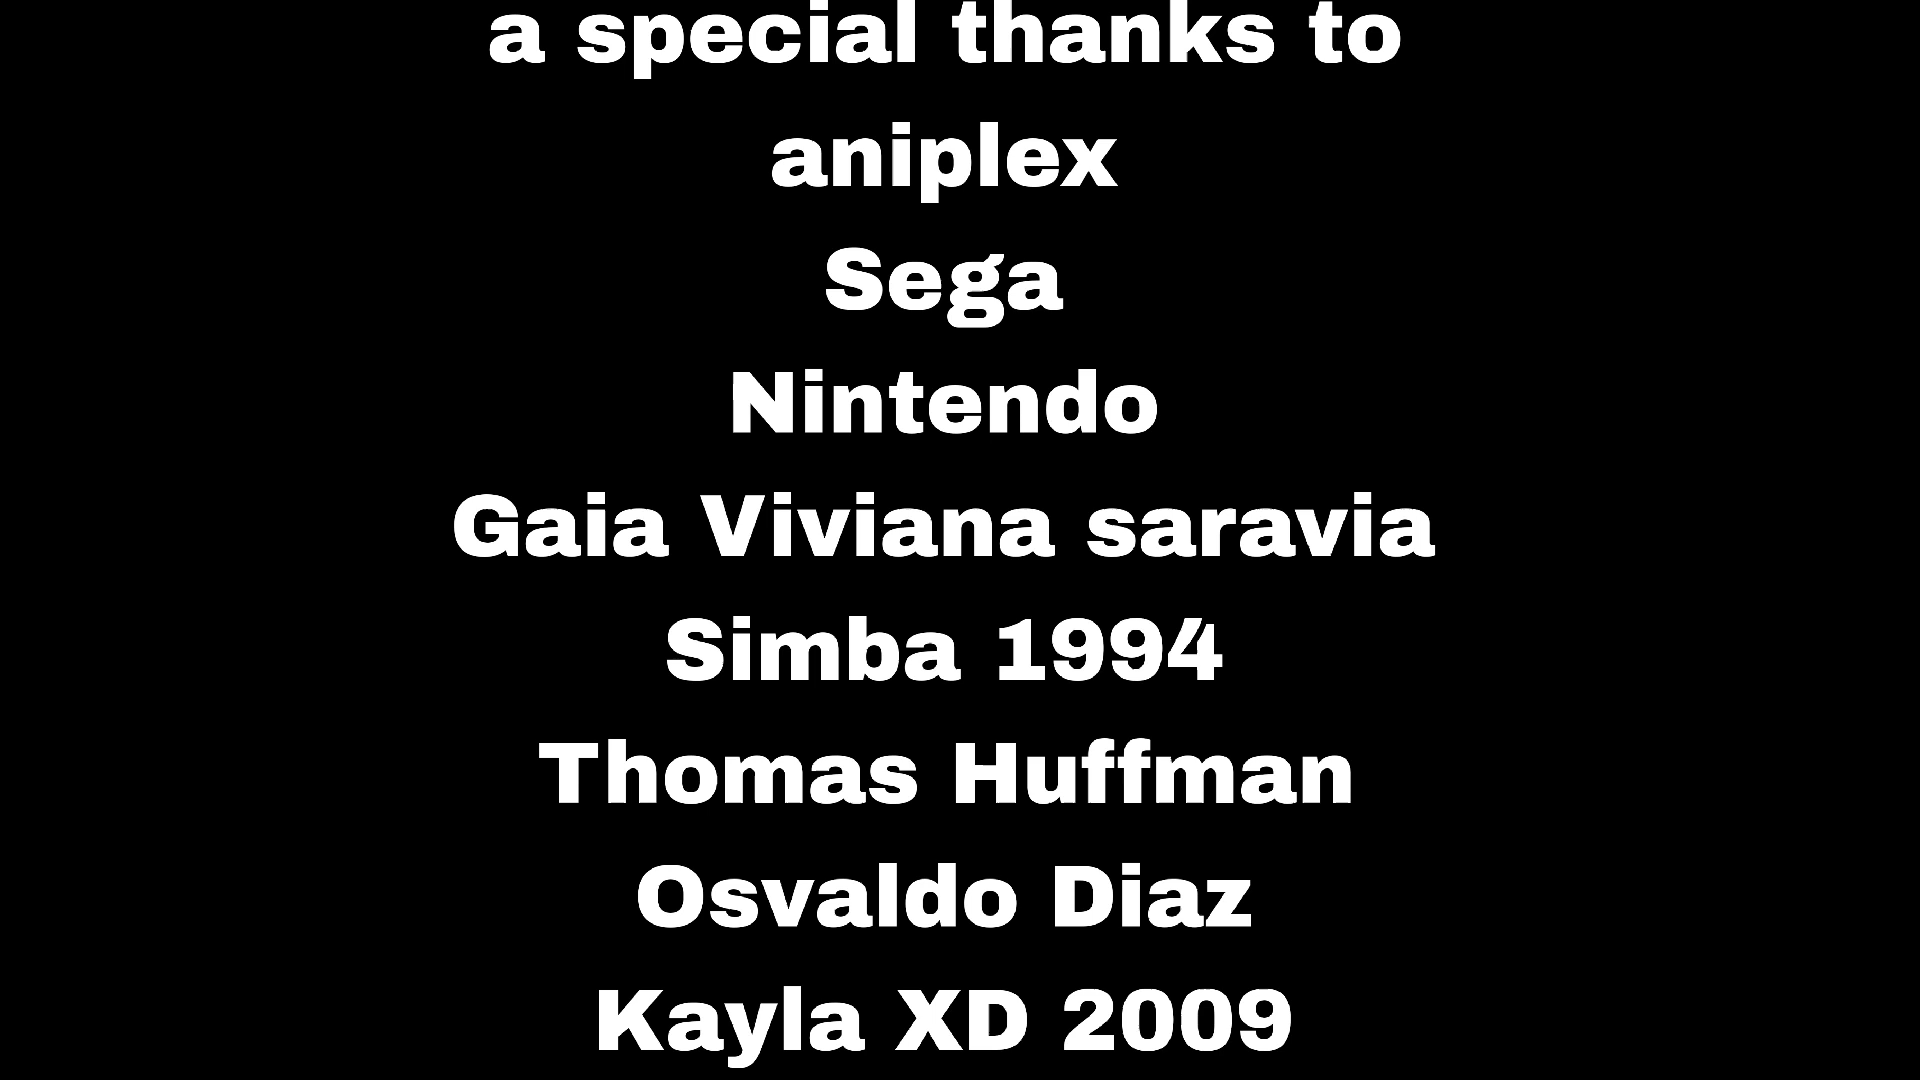 a special thanks to
aniplex
Sega
Nintendo
Gaia Viviana saravia
Simba 1994
Thomas Huffman
Osvaldo Diaz
Kayla XD 2009